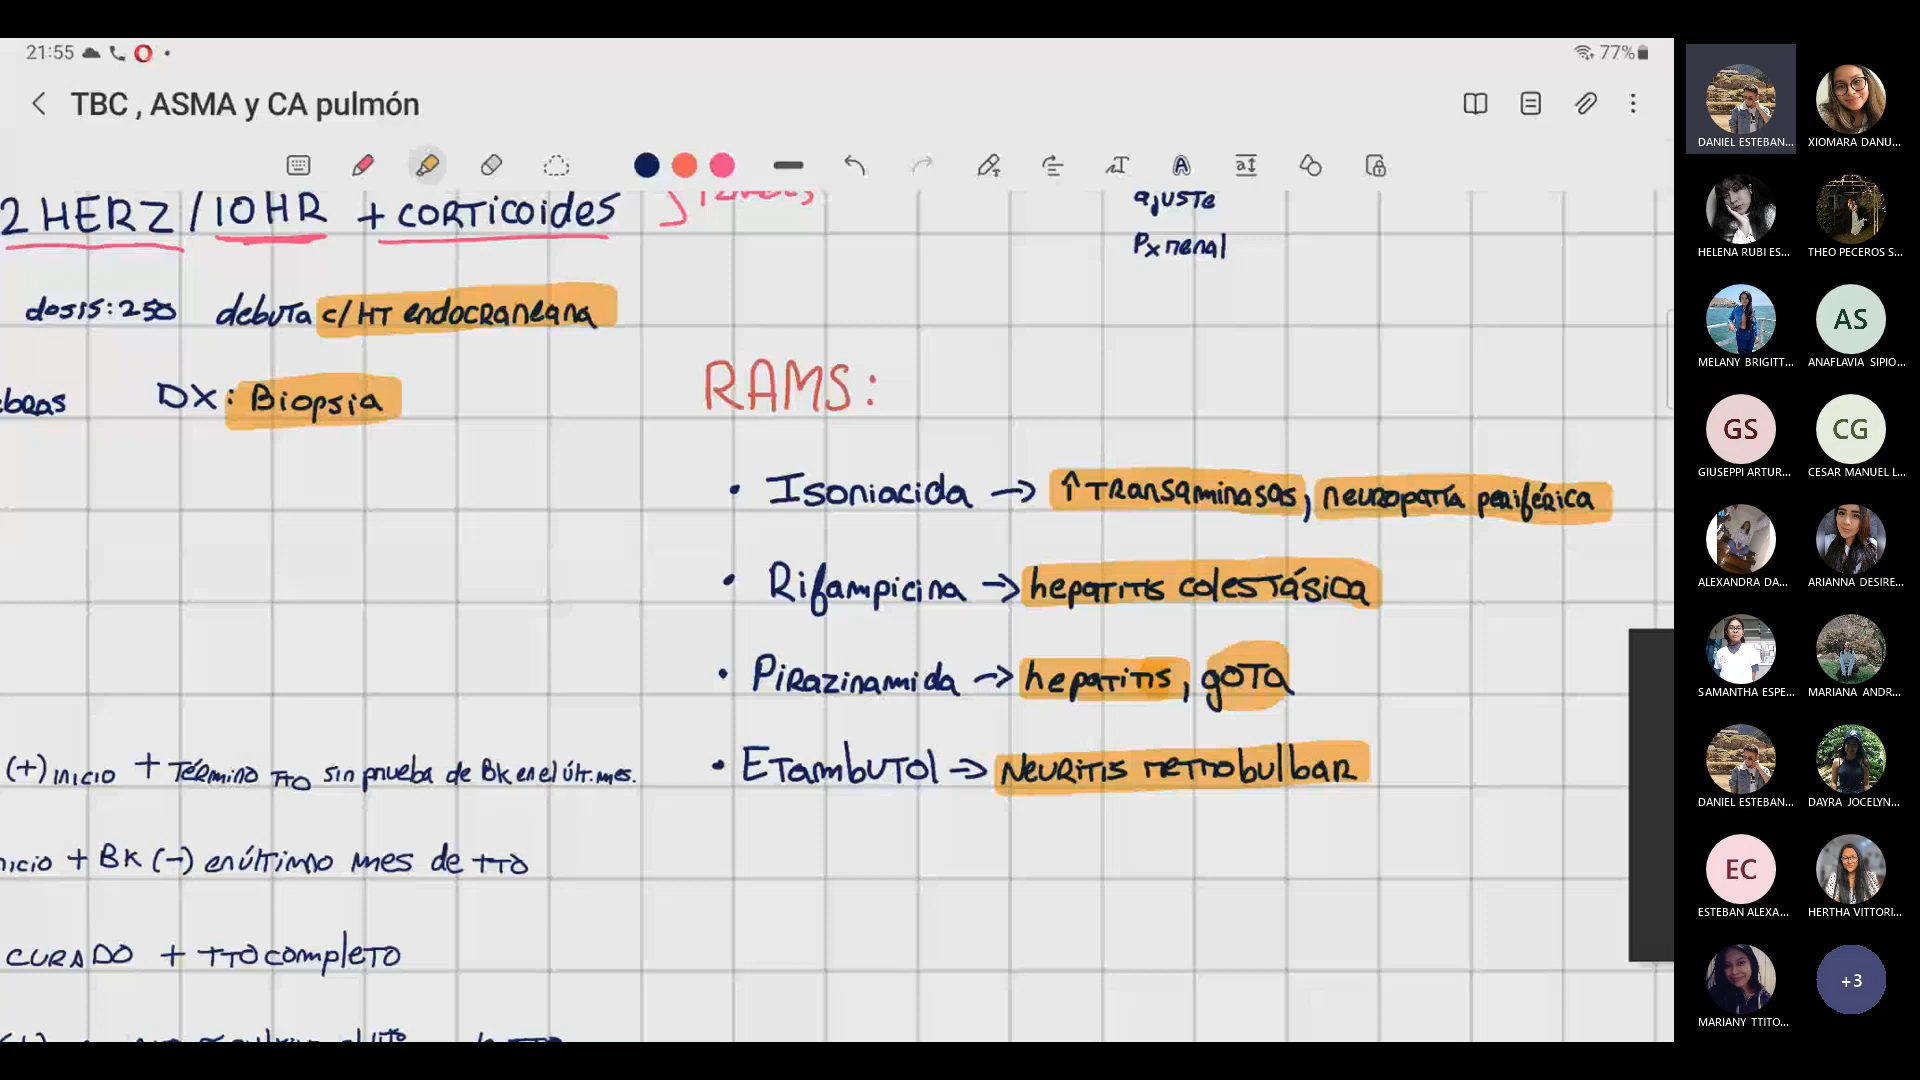 21:55
77%
TBC , ASMA y CA pulmón
2 HERZ / 10HR + CORTICOIDES
ajuste
Px renal
dosis: 250 debuta c/ HT endocraneana
DX: Biopsia
RAMS:
• Isoniacida → ↑ Transaminasas, neuropatía periférica
• Rifampicina → hepatitis colestásica
• Pirazinamida → hepatitis, gota
• Etambutol → Neuritis retrobulbar
(+) inicio + Término TTO sin prueba de BK en el últ. mes.
+ BK (-) en último mes de TTO
CURADO + TTO completo
DANIEL ESTEBAN...
XIOMARA DANU...
HELENA RUBI ES...
THEO PECEROS S...
MELANY BRIGITT...
AS
ANAFLAVIA SIPIO...
GS
GIUSEPPI ARTUR...
CG
CESAR MANUEL L...
ALEXANDRA DA...
ARIANNA DESIRE...
SAMANTHA ESPE...
MARIANA ANDR...
DANIEL ESTEBAN...
DAYRA JOCELYN...
EC
ESTEBAN ALEXA...
HERTHA VITTORI...
MARIANY TTITO...
+3